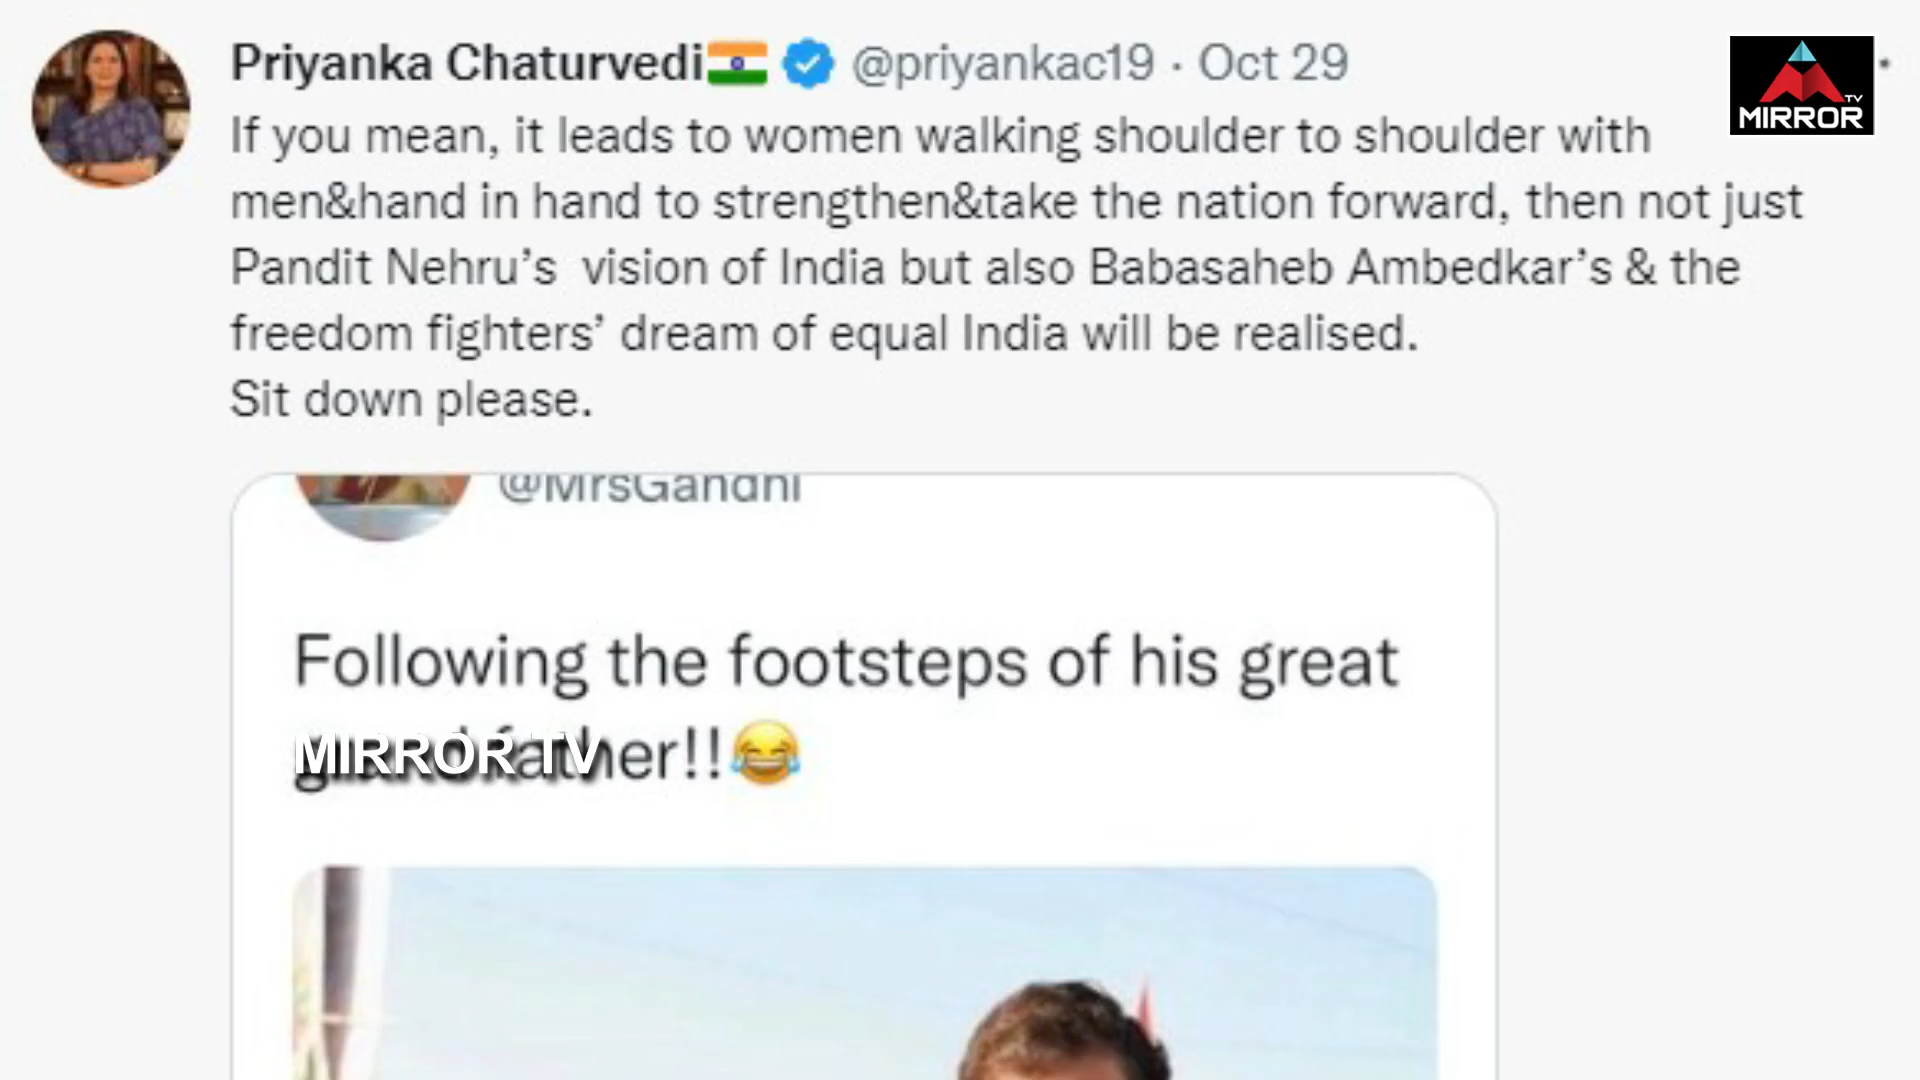 Priyanka Chaturvedi @priyankac19 · Oct 29
If you mean, it leads to women walking shoulder to shoulder with
men&hand in hand to strengthen&take the nation forward, then not just
Pandit Nehru’s vision of India but also Babasaheb Ambedkar’s & the
freedom fighters’ dream of equal India will be realised.
Sit down please.
TV
MIRROR
@MrsGandhi
Following the footsteps of his great
grand father!!
MIRROR TV